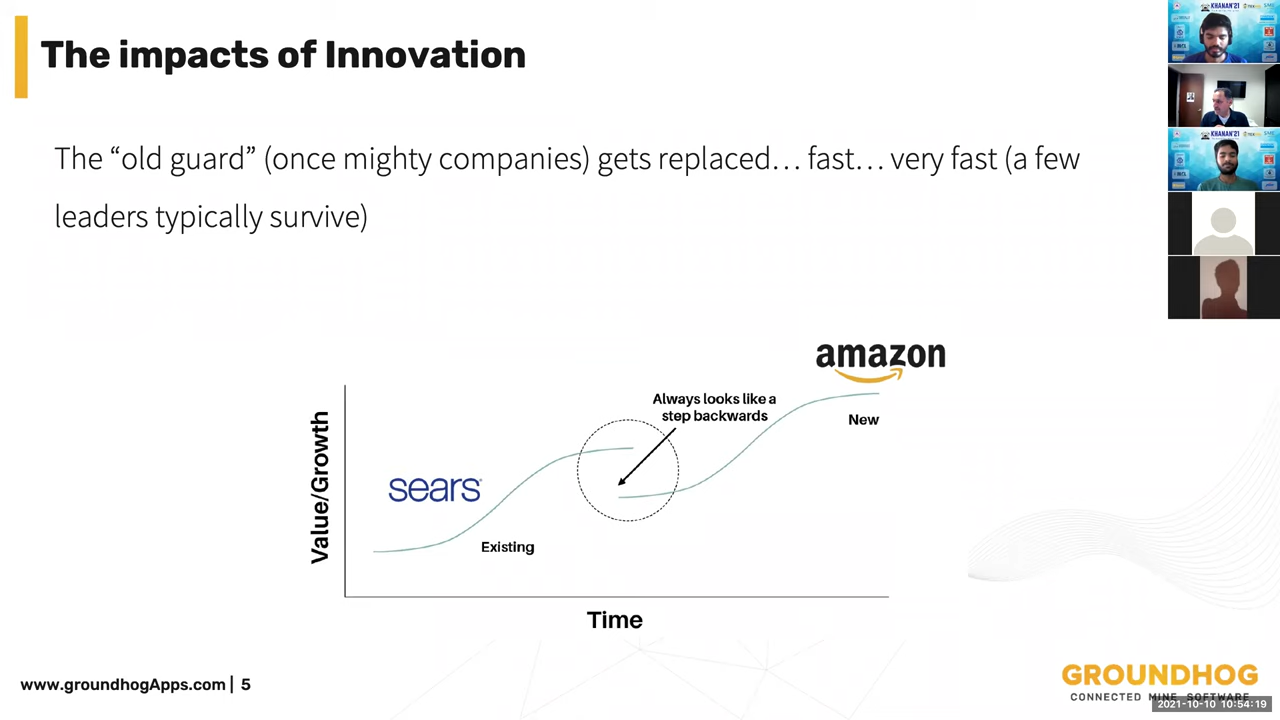 The impacts of Innovation
The “old guard” (once mighty companies) gets replaced… fast… very fast (a few
leaders typically survive)
amazon
Always looks like a
step backwards
New
sears
Existing
Value/Growth
Time
www.groundhogApps.com | 5
GROUNDHOG
CONNECTED MINE SOFTWARE
2021-10-10 10:54:19
KHANAN'21
KHANAN'21